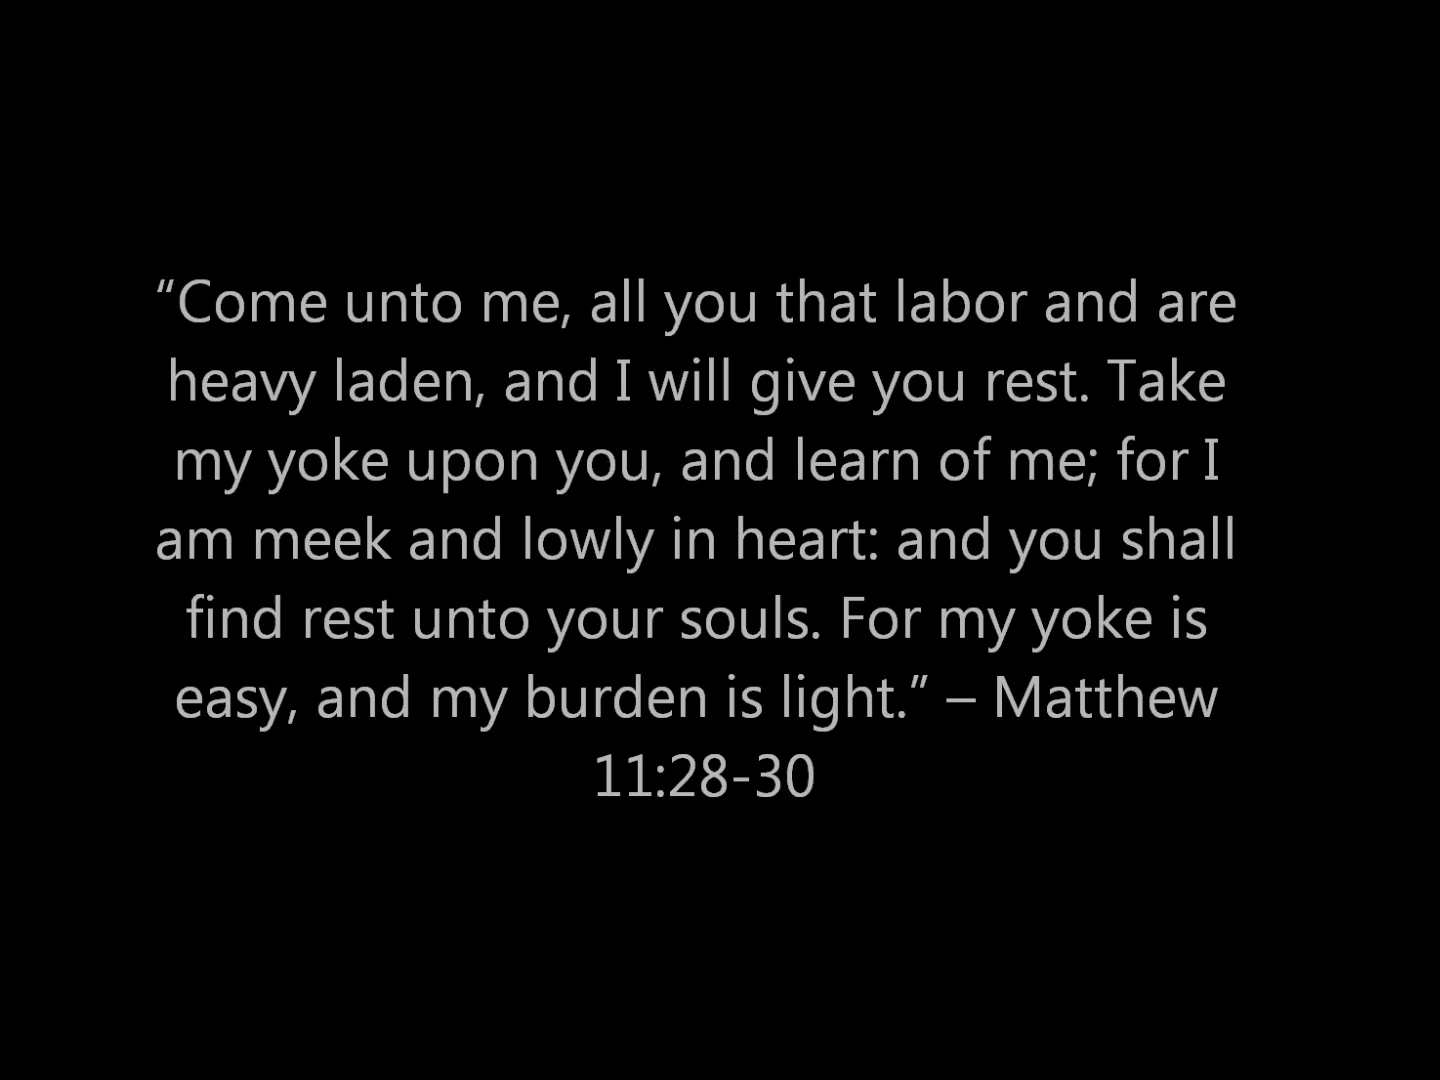 “Come unto me, all you that labor and are
heavy laden, and I will give you rest. Take
my yoke upon you, and learn of me; for I
am meek and lowly in heart: and you shall
find rest unto your souls. For my yoke is
easy, and my burden is light.” – Matthew
11:28-30